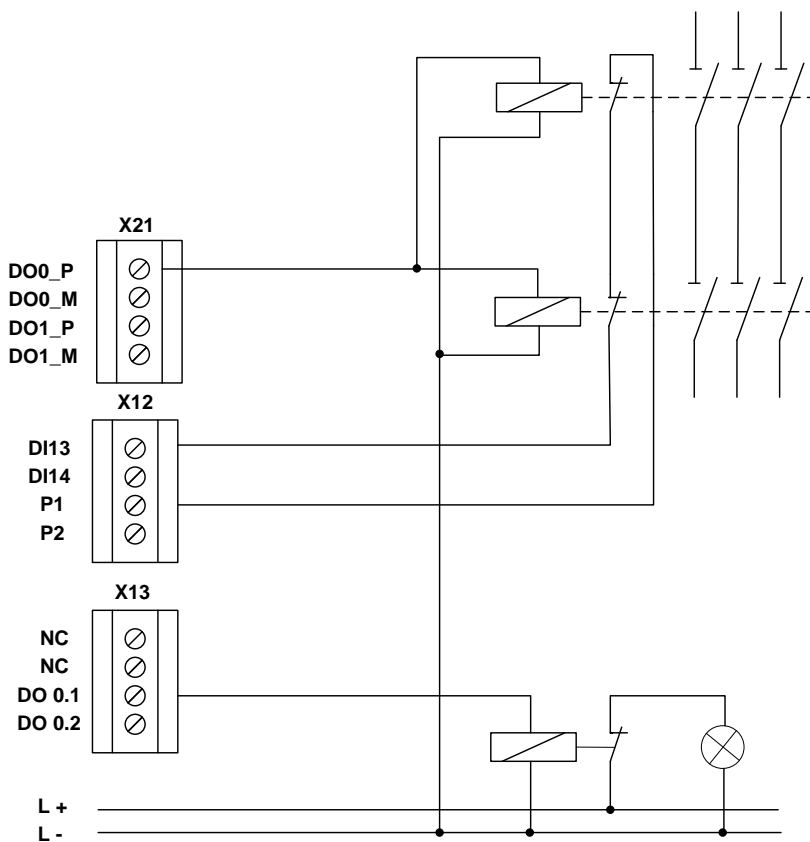 X21
DO0_P
DO0_M
DO1_P
DO1_M
X12
DI13
DI14
P1
P2
X13
NC
NC
DO 0.1
DO 0.2
L +
L -